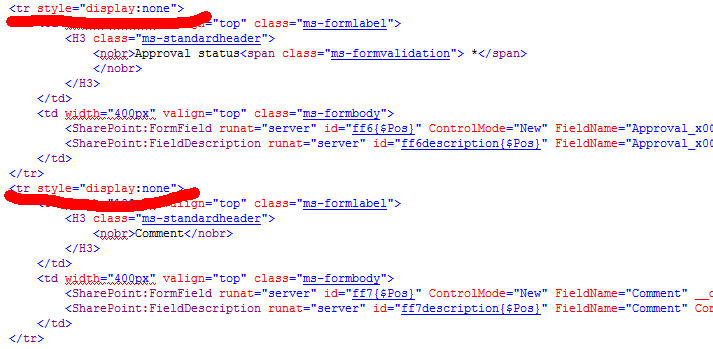 <tr style="display:none">
valign="top" class="ms-formlabel">
<H3 class="ms-standardheader">
<nobr>Approval status<span class="ms-formvalidation"> *</span>
</nobr>
</H3>
</td>
<td width="400px" valign="top" class="ms-formbody">
<SharePoint:FormField runat="server" id="ff6{$Pos}" ControlMode="New" FieldName="Approval_x00
<SharePoint:FieldDescription runat="server" id="ff6description{$Pos}" FieldName="Approval_x00
</td>
</tr>
<tr style="display:none">
valign="top" class="ms-formlabel">
<H3 class="ms-standardheader">
<nobr>Comment</nobr>
</H3>
</td>
<td width="400px" valign="top" class="ms-formbody">
<SharePoint:FormField runat="server" id="ff7{$Pos}" ControlMode="New" FieldName="Comment" __c
<SharePoint:FieldDescription runat="server" id="ff7description{$Pos}" FieldName="Comment" Con
</td>
</tr>